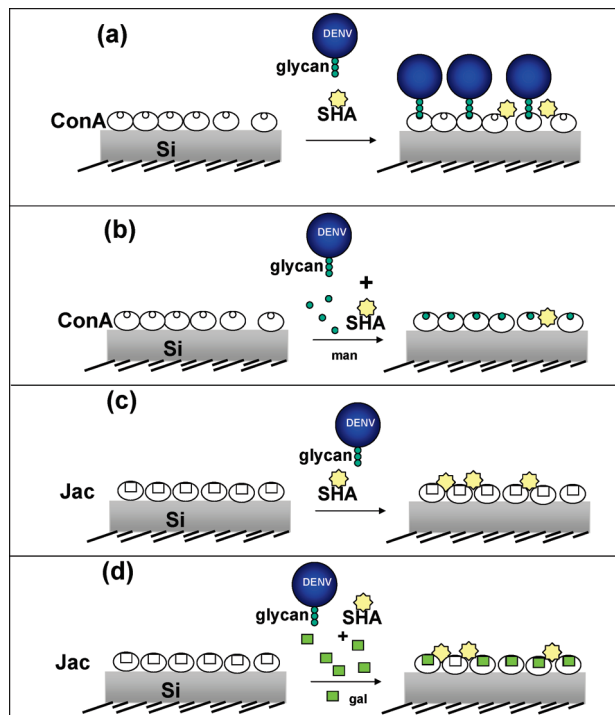 (a)
DENV
glycan
SHA
ConA
Si
(b)
DENV
glycan
+
SHA
ConA
Si
man
(c)
DENV
glycan
SHA
Jac
Si
(d)
DENV
glycan
SHA
+
Jac
Si
gal